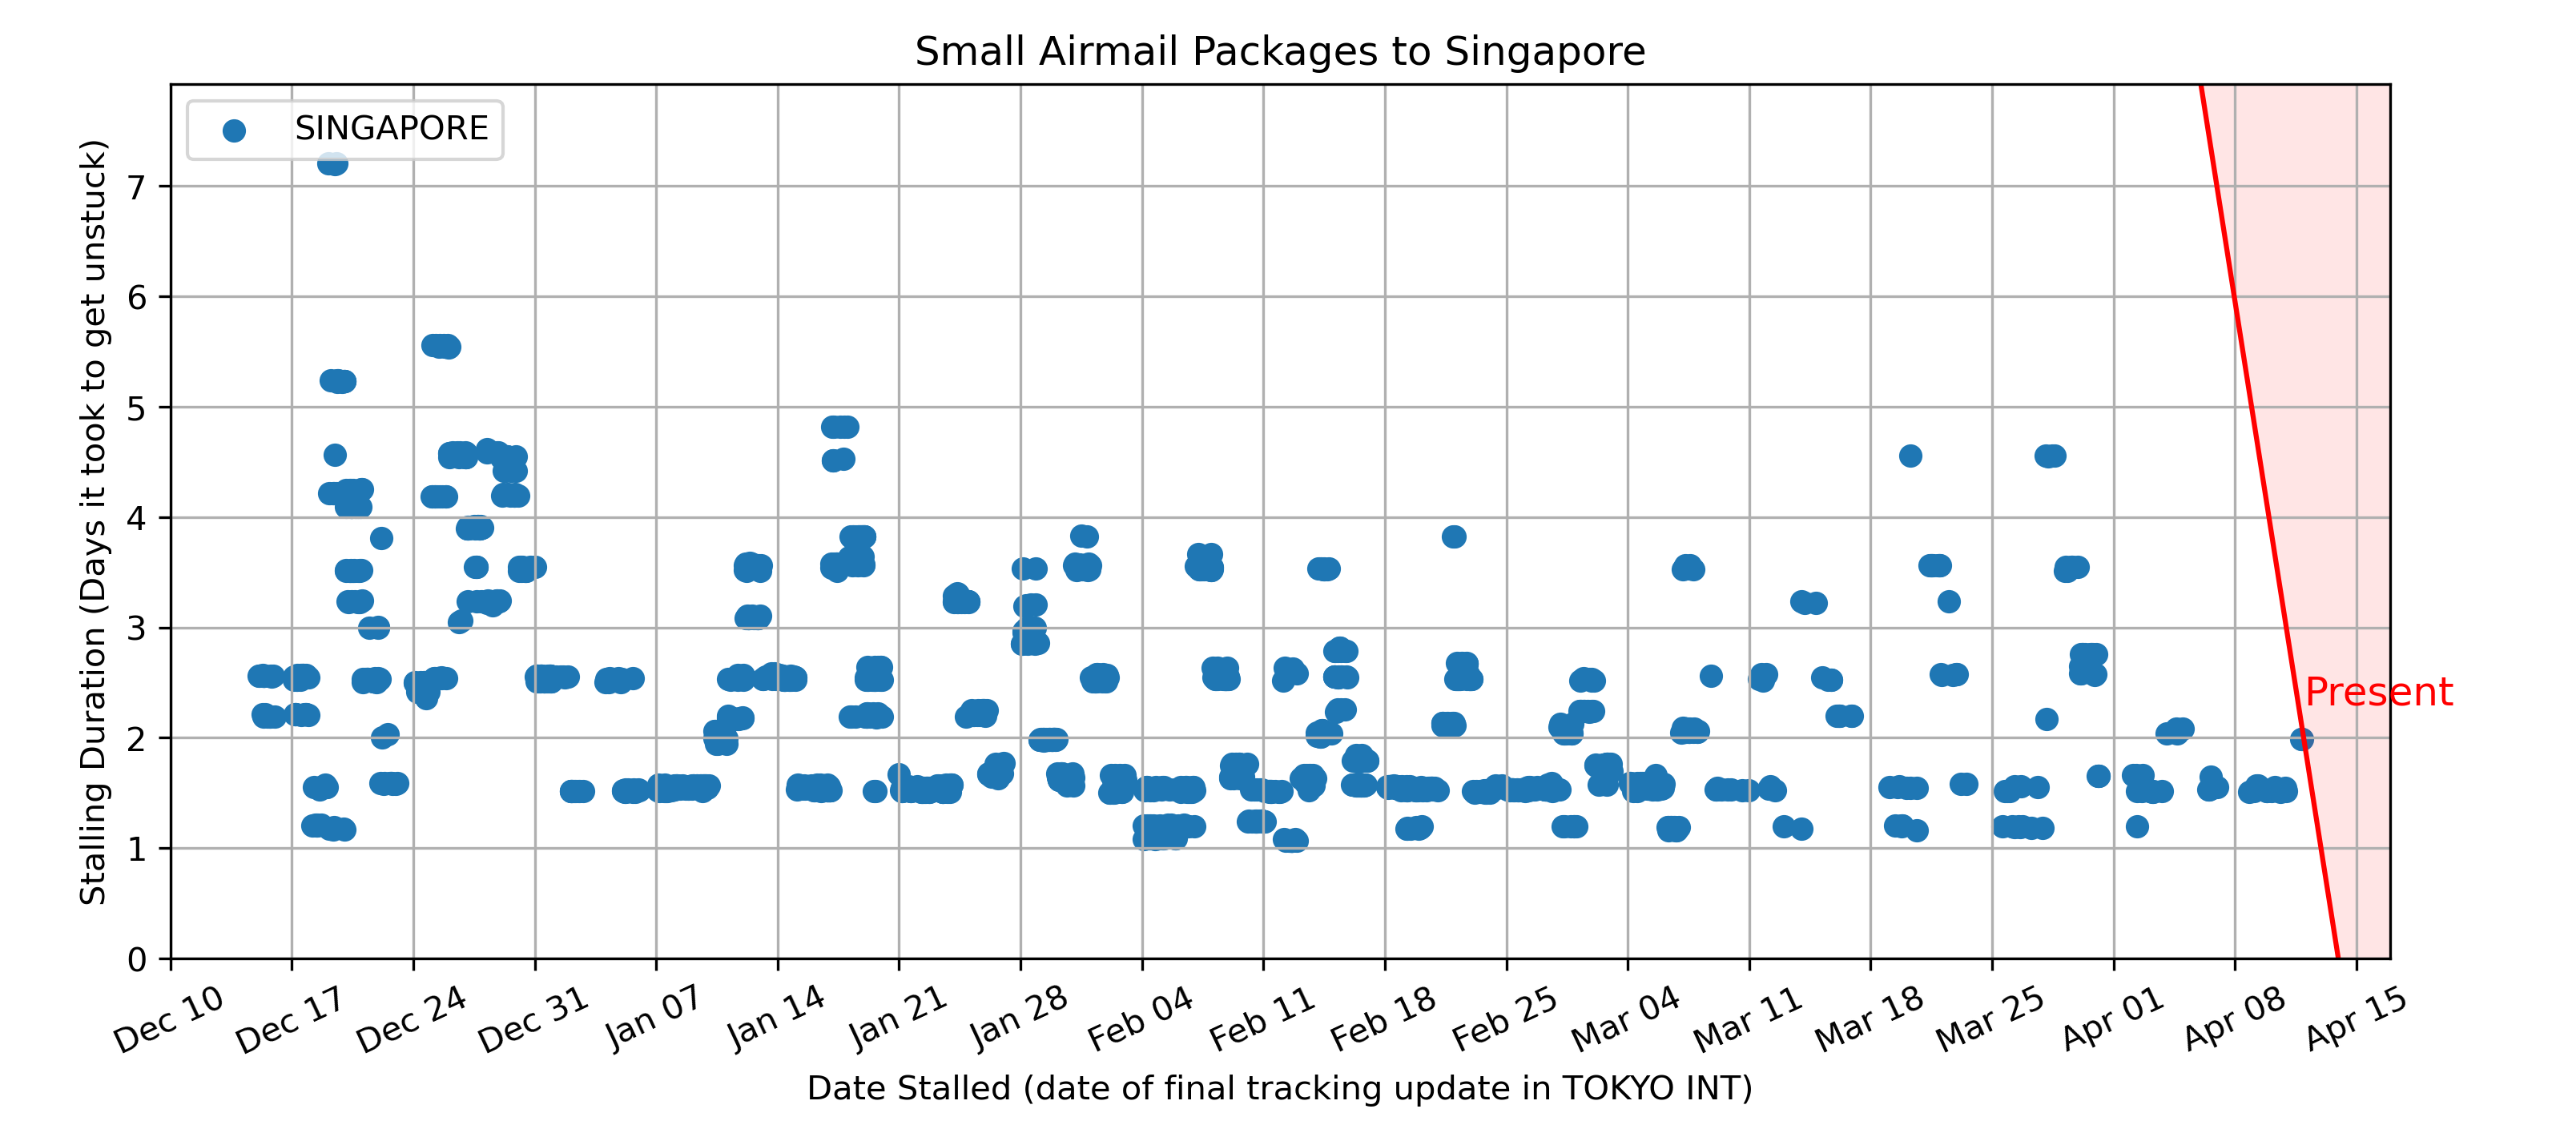 Small Airmail Packages to Singapore
SINGAPORE
Stalling Duration (Days it took to get unstuck)
7
6
5
4
3
2
1
0
Present
Dec 10
Dec 17
Dec 24
Dec 31
Jan 07
Jan 14
Jan 21
Jan 28
Feb 04
Feb 11
Feb 18
Feb 25
Mar 04
Mar 11
Mar 18
Mar 25
Apr 01
Apr 08
Apr 15
Date Stalled (date of final tracking update in TOKYO INT)